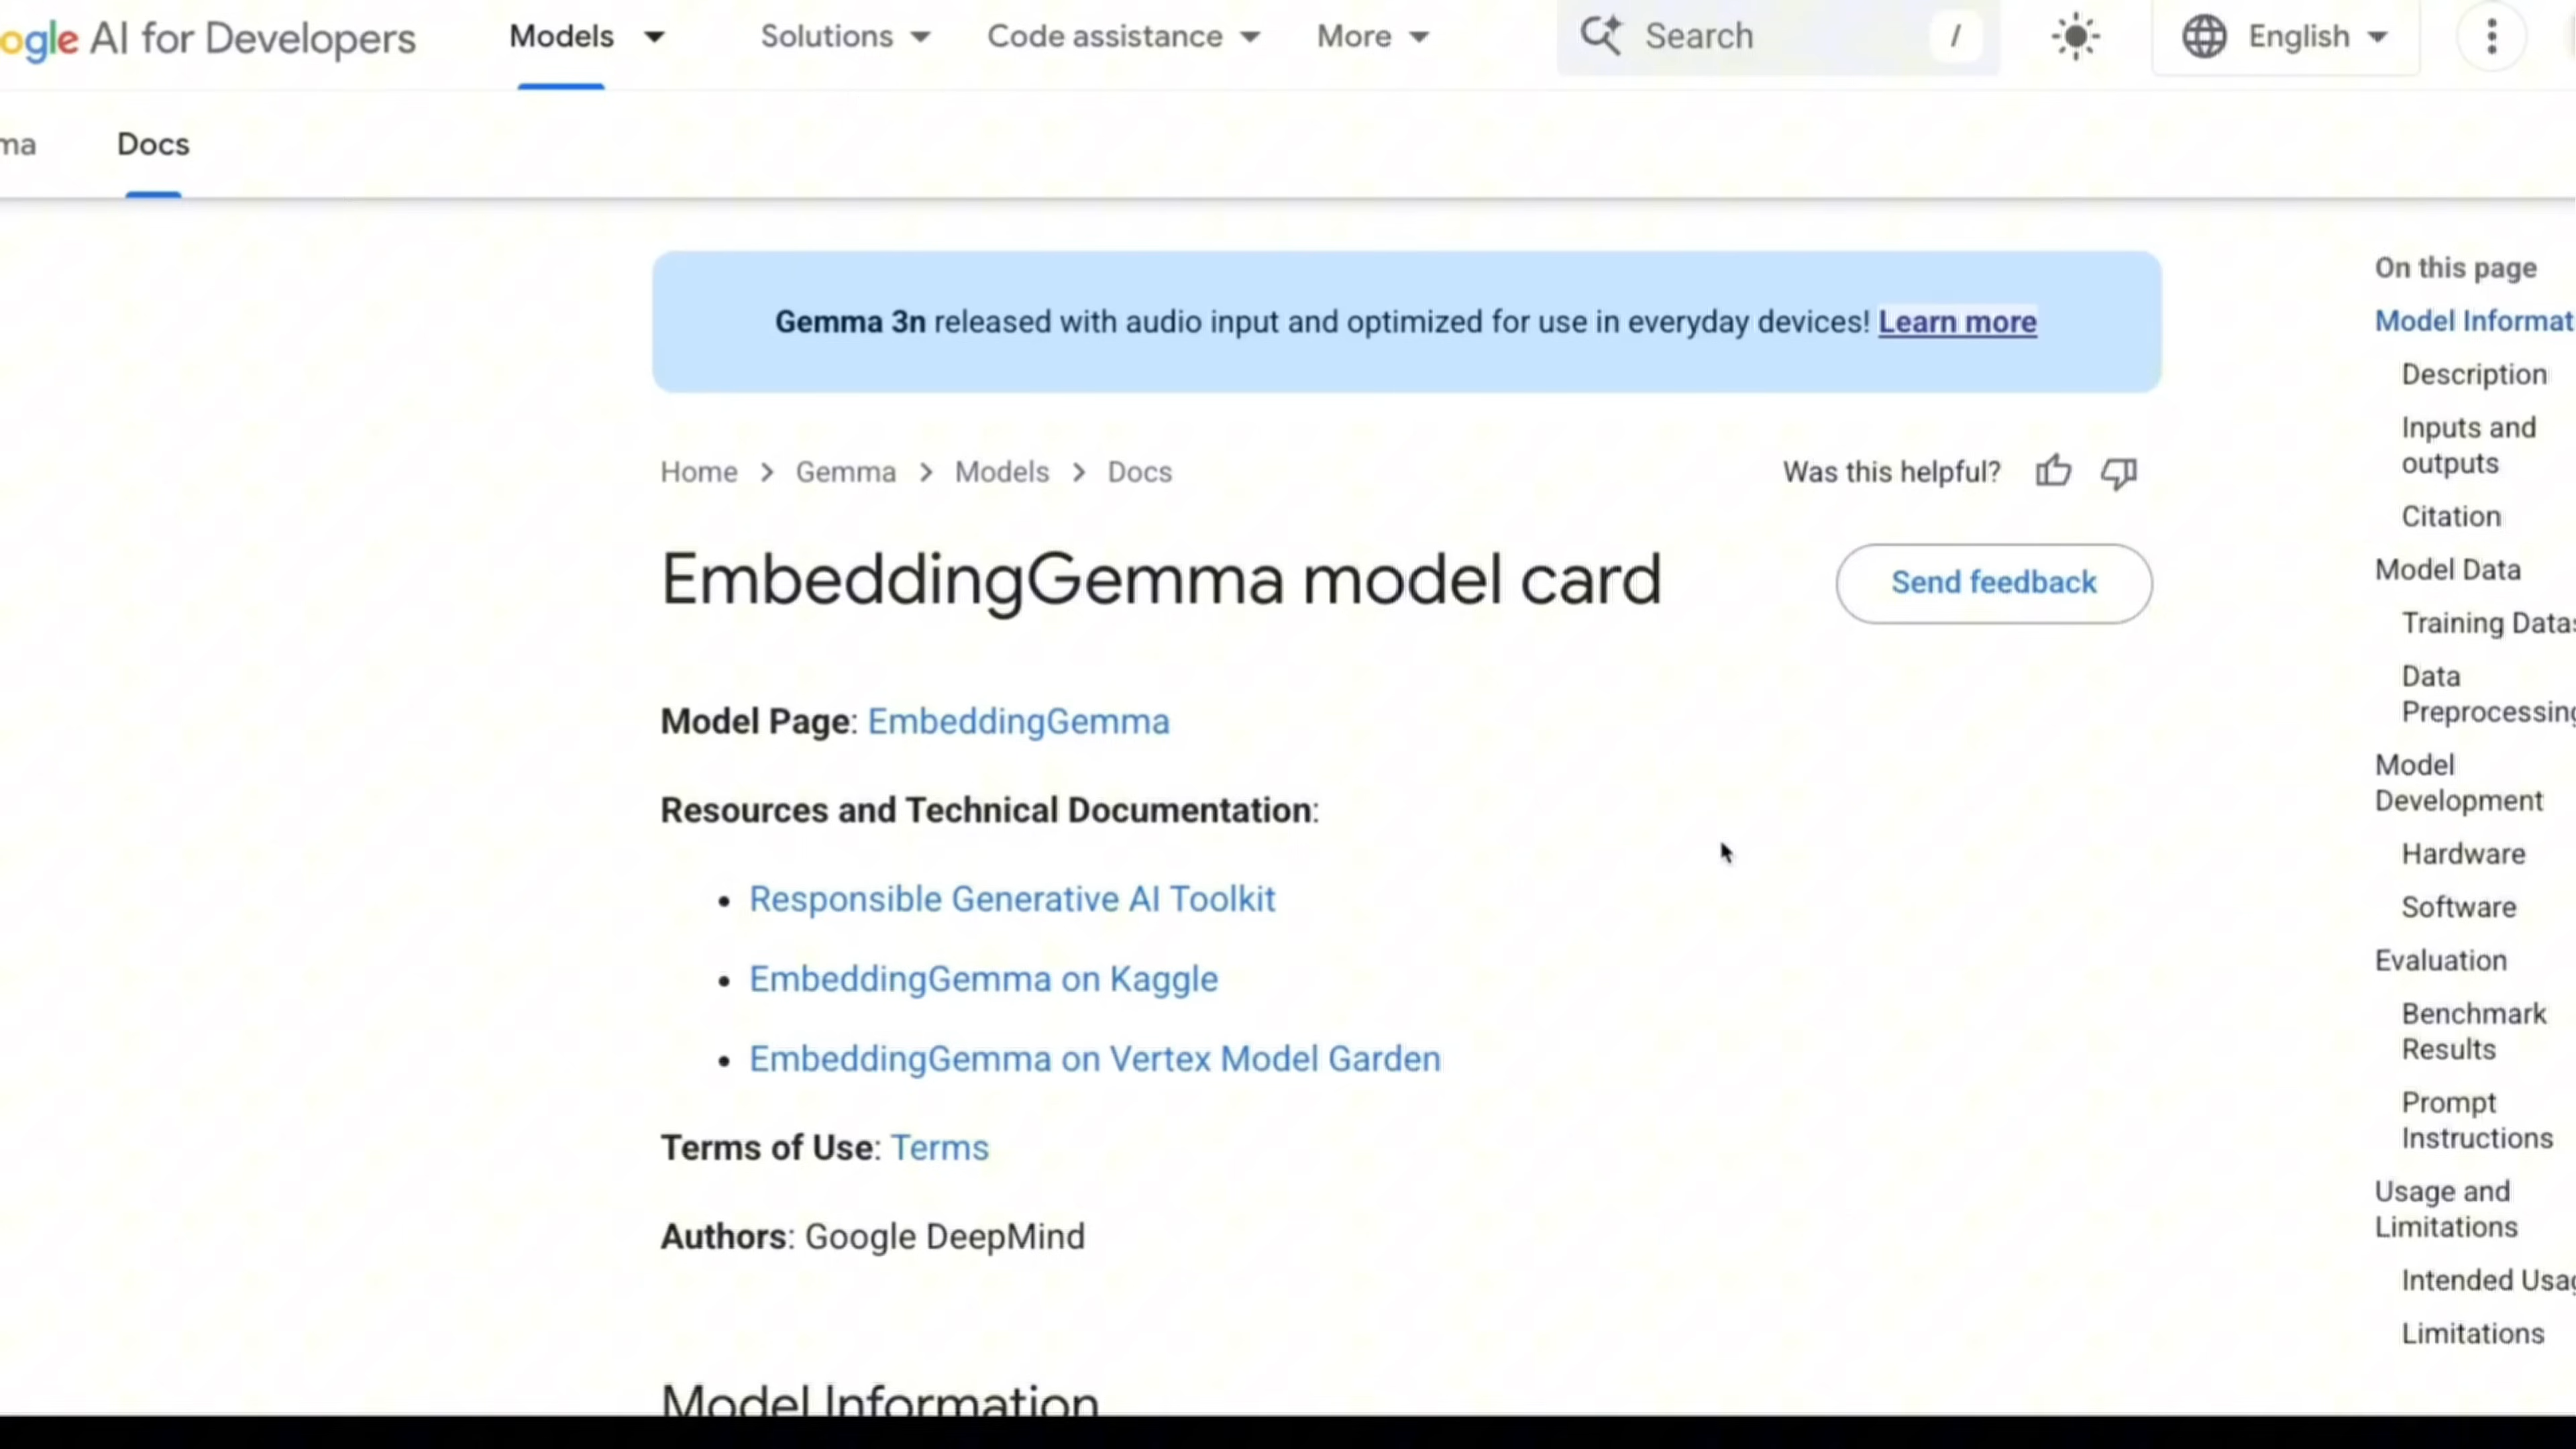 ogle AI for Developers
Models
Solutions
Code assistance
More
Search
/
English
ma
Docs
Gemma 3n released with audio input and optimized for use in everyday devices! Learn more
Home > Gemma > Models > Docs
Was this helpful?
EmbeddingGemma model card
Send feedback
Model Page: EmbeddingGemma
Resources and Technical Documentation:
• Responsible Generative AI Toolkit
• EmbeddingGemma on Kaggle
• EmbeddingGemma on Vertex Model Garden
Terms of Use: Terms
Authors: Google DeepMind
Model Information
On this page
Model Informat
Description
Inputs and
outputs
Citation
Model Data
Training Datas
Data
Preprocessing
Model
Development
Hardware
Software
Evaluation
Benchmark
Results
Prompt
Instructions
Usage and
Limitations
Intended Usag
Limitations